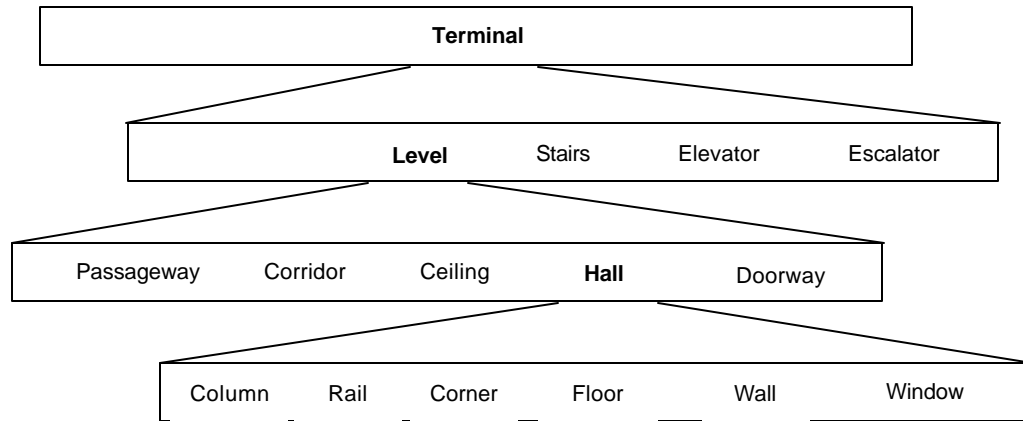 Terminal
Level Stairs Elevator Escalator
Passageway Corridor Ceiling Hall Doorway
Column Rail Corner Floor Wall Window